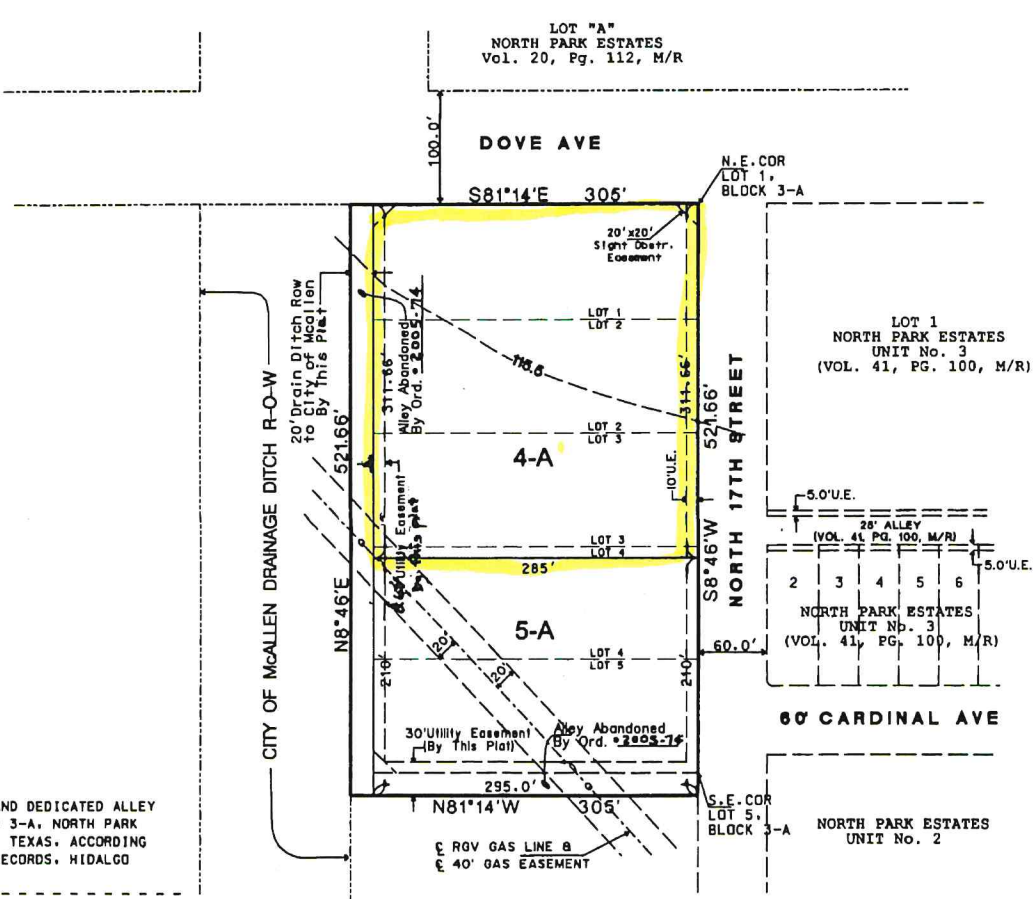 LOT "A"
NORTH PARK ESTATES
Vol. 20, Pg. 112, M/R
100.0'
DOVE AVE
S81°14'E 305'
N.E.COR
LOT 1,
BLOCK 3-A
20'x20'
Sight Obstr.
Easement
20'Drain Ditch Row
to City of Mcallen
By This Plat
Alley Abandoned
By Ord. # 2005-74
311.66'
LOT 1
LOT 2
115.5
311.66'
LOT 1
NORTH PARK ESTATES
UNIT No. 3
(VOL. 41, PG. 100, M/R)
521.66'
521.66'
LOT 2
LOT 3
4-A
10'U.E.
CITY OF McALLEN DRAINAGE DITCH R-O-W
N8°46'E
Utility Easement
By this plat
S8°46'W
NORTH 17TH STREET
5.0'U.E.
28' ALLEY
(VOL. 41, PG. 100, M/R)
5.0'U.E.
LOT 3
LOT 4
285'
2 3 4 5 6
NORTH PARK ESTATES
UNIT No. 3
(VOL. 41, PG. 100, M/R)
5-A
20'
20'
LOT 4
LOT 5
60.0'
210'
60' CARDINAL AVE
30'Utility Easement
(By This Plat)
Alley Abandoned
By Ord. # 2005-74
295.0'
N81°14'W 305'
S.E.COR
LOT 5,
BLOCK 3-A
NORTH PARK ESTATES
UNIT No. 2
ND DEDICATED ALLEY
3-A, NORTH PARK
TEXAS, ACCORDING
ECORDS, HIDALGO
℄ RGV GAS LINE &
℄ 40' GAS EASEMENT